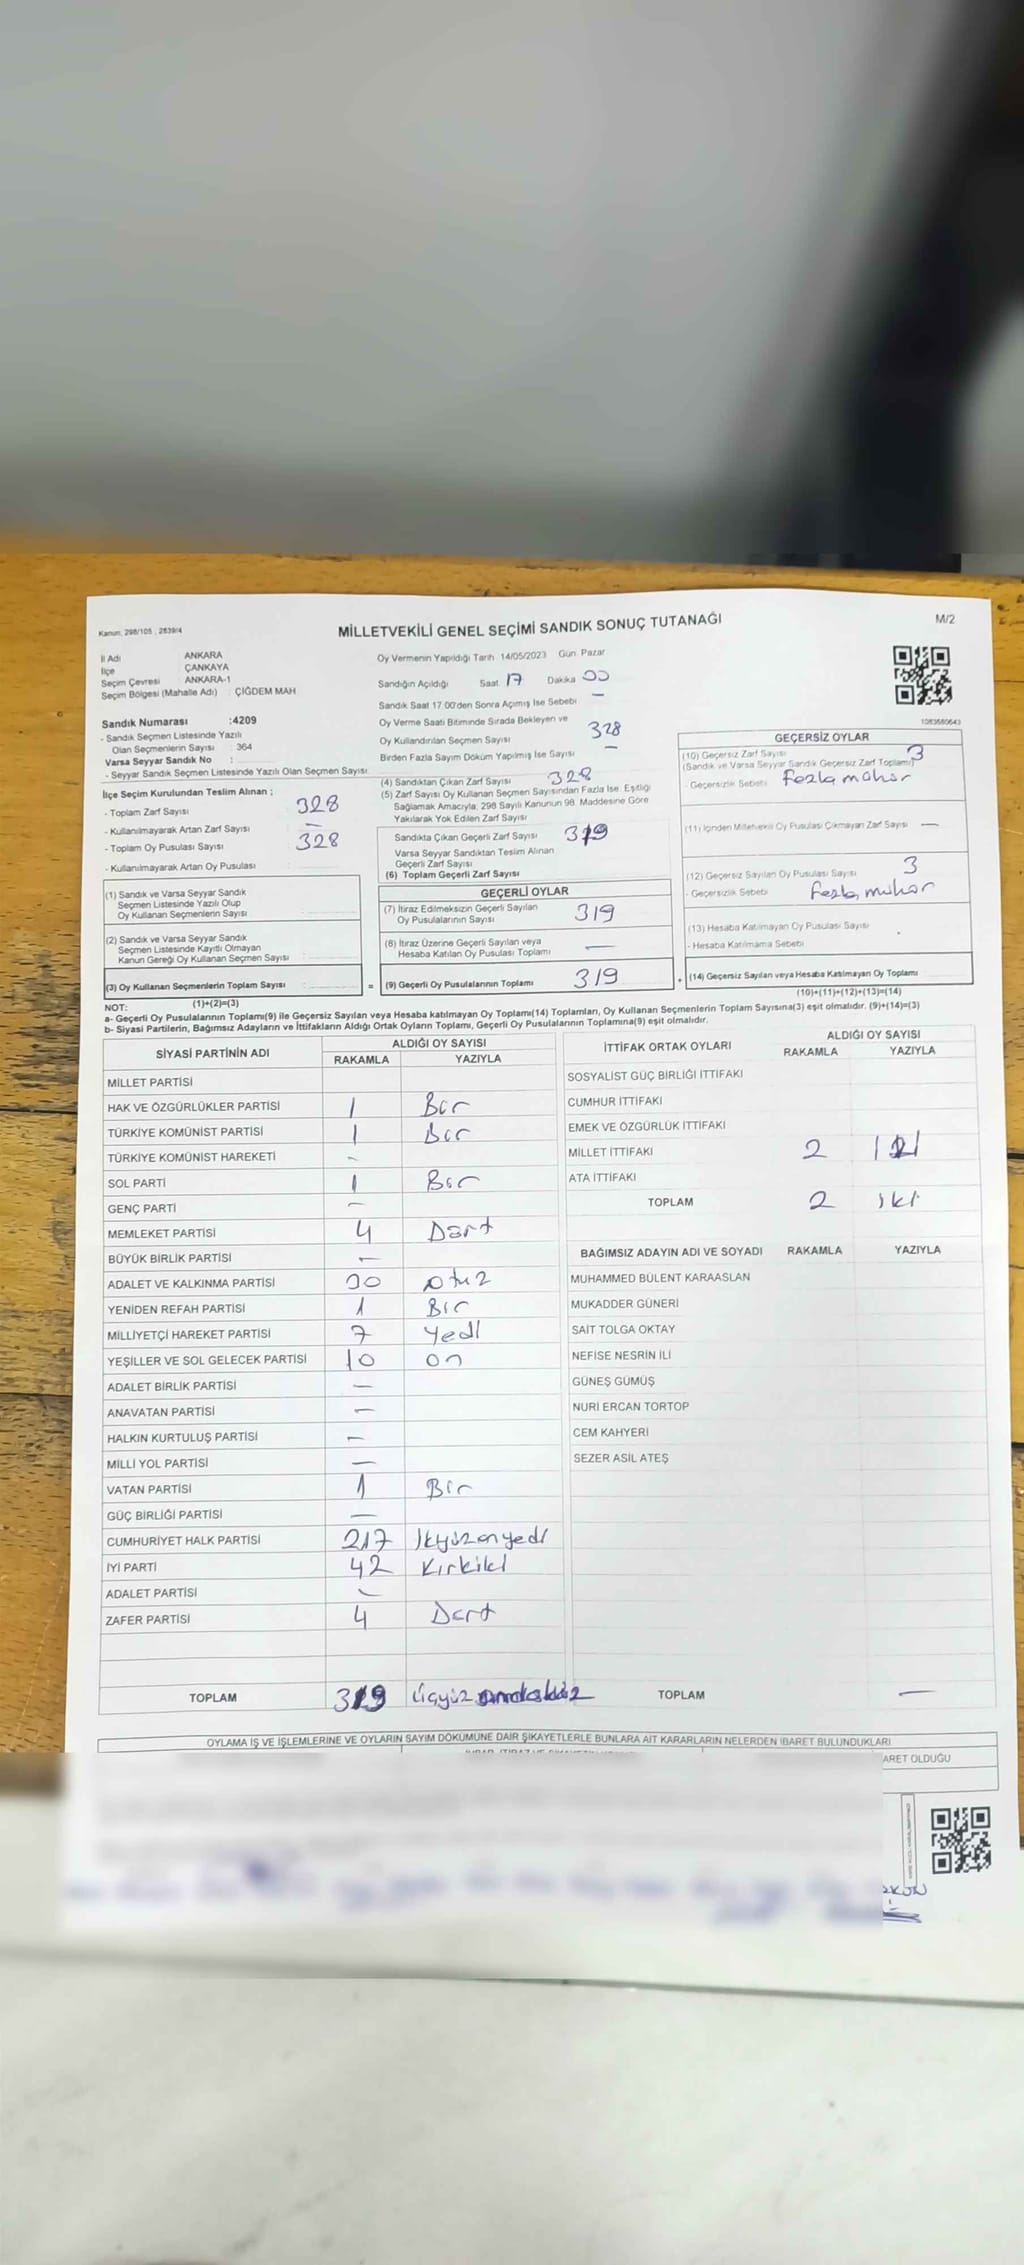 Kanun: 298/105 , 2839/4
MİLLETVEKİLİ GENEL SEÇİMİ SANDIK SONUÇ TUTANAĞI
M/2
İl Adı ANKARA
İlçe ÇANKAYA
Seçim Çevresi ANKARA-1
Seçim Bölgesi (Mahalle Adı) : ÇİĞDEM MAH
Sandık Numarası :4209
- Sandık Seçmen Listesinde Yazılı
Olan Seçmenlerin Sayısı : 364
Varsa Seyyar Sandık No :
- Seyyar Sandık Seçmen Listesinde Yazılı Olan Seçmen Sayısı
İlçe Seçim Kurulundan Teslim Alınan ;
- Toplam Zarf Sayısı 328
- Kullanılmayarak Artan Zarf Sayısı —
- Toplam Oy Pusulası Sayısı 328
- Kullanılmayarak Artan Oy Pusulası :
(1) Sandık ve Varsa Seyyar Sandık
Seçmen Listesinde Yazılı Olup
Oy Kullanan Seçmenlerin Sayısı :
(2) Sandık ve Varsa Seyyar Sandık
Seçmen Listesinde Kayıtlı Olmayan
Kanun Gereği Oy Kullanan Seçmen Sayısı :
(3) Oy Kullanan Seçmenlerin Toplam Sayısı :
(1)+(2)=(3)
Oy Vermenin Yapıldığı Tarih 14/05/2023 Gün. Pazar
Sandığın Açıldığı Saat. 17 Dakika 00
Sandık Saat 17.00'den Sonra Açımış İse Sebebi —
Oy Verme Saati Bitiminde Sırada Bekleyen ve
Oy Kullandırılan Seçmen Sayısı 328
Birden Fazla Sayım Döküm Yapılmış İse Sayısı —
(4) Sandıktan Çıkan Zarf Sayısı 328
(5) Zarf Sayısı Oy Kullanan Seçmen Sayısından Fazla İse, Eşitliği
Sağlamak Amacıyla; 298 Sayılı Kanunun 98. Maddesine Göre
Yakılarak Yok Edilen Zarf Sayısı
Sandıkta Çıkan Geçerli Zarf Sayısı 319
Varsa Seyyar Sandıktan Teslim Alınan
Geçerli Zarf Sayısı
(6) Toplam Geçerli Zarf Sayısı
GEÇERLİ OYLAR
(7) İtiraz Edilmeksizin Geçerli Sayılan
Oy Pusulalarının Sayısı 319
(8) İtiraz Üzerine Geçerli Sayılan veya
Hesaba Katılan Oy Pusulası Toplamı —
= (9) Geçerli Oy Pusulalarının Toplamı 319 +
1083580643
GEÇERSİZ OYLAR
(10) Geçersiz Zarf Sayısı 3
(Sandık ve Varsa Seyyar Sandık Geçersiz Zarf Toplamı)
- Geçersizlik Sebebi: fazla mühür
(11) İçinden Milletvekili Oy Pusulası Çıkmayan Zarf Sayısı —
(12) Geçersiz Sayılan Oy Pusulası Sayısı 3
- Geçersizlik Sebebi fazla mühür
(13) Hesaba Katılmayan Oy Pusulası Sayısı
- Hesaba Katılmama Sebebi
(14) Geçersiz Sayılan veya Hesaba Katılmayan Oy Toplamı
(10)+(11)+(12)+(13)=(14)
NOT:
a- Geçerli Oy Pusulalarının Toplamı(9) ile Geçersiz Sayılan veya Hesaba katılmayan Oy Toplamı(14) Toplamları, Oy Kullanan Seçmenlerin Toplam Sayısına(3) eşit olmalıdır. (9)+(14)=(3)
b- Siyasi Partilerin, Bağımsız Adayların ve İttifakların Aldığı Ortak Oyların Toplamı, Geçerli Oy Pusulalarının Toplamına(9) eşit olmalıdır.
SİYASİ PARTİNİN ADI
ALDIĞI OY SAYISI
RAKAMLA YAZIYLA
MİLLET PARTİSİ
HAK VE ÖZGÜRLÜKLER PARTİSİ 1 Bir
TÜRKİYE KOMÜNİST PARTİSİ 1 Bir
TÜRKİYE KOMÜNİST HAREKETİ -
SOL PARTİ 1 Bir
GENÇ PARTİ —
MEMLEKET PARTİSİ 4 Dört
BÜYÜK BİRLİK PARTİSİ —
ADALET VE KALKINMA PARTİSİ 30 otuz
YENİDEN REFAH PARTİSİ 1 Bir
MİLLİYETÇİ HAREKET PARTİSİ 7 Yedi
YEŞİLLER VE SOL GELECEK PARTİSİ 10 on
ADALET BİRLİK PARTİSİ —
ANAVATAN PARTİSİ —
HALKIN KURTULUŞ PARTİSİ —
MİLLİ YOL PARTİSİ —
VATAN PARTİSİ 1 Bir
GÜÇ BİRLİĞİ PARTİSİ —
CUMHURİYET HALK PARTİSİ 217 İkiyüzonyedi
İYİ PARTİ 42 Kırkiki
ADALET PARTİSİ —
ZAFER PARTİSİ 4 Dört
TOPLAM 319 Üçyüz ondokuz
İTTİFAK ORTAK OYLARI
ALDIĞI OY SAYISI
RAKAMLA YAZIYLA
SOSYALİST GÜÇ BİRLİĞİ İTTİFAKI
CUMHUR İTTİFAKI
EMEK VE ÖZGÜRLÜK İTTİFAKI
MİLLET İTTİFAKI 2
ATA İTTİFAKI
TOPLAM 2 iki
BAĞIMSIZ ADAYIN ADI VE SOYADI RAKAMLA YAZIYLA
MUHAMMED BÜLENT KARAASLAN
MUKADDER GÜNERİ
SAİT TOLGA OKTAY
NEFİSE NESRİN İLİ
GÜNEŞ GÜMÜŞ
NURİ ERCAN TORTOP
CEM KAHYERİ
SEZER ASİL ATEŞ
TOPLAM —
OYLAMA İŞ VE İŞLEMLERİNE VE OYLARIN SAYIM DÖKÜMÜNE DAİR ŞİKAYETLERLE BUNLARA AİT KARARLARIN NELERDEN İBARET BULUNDUKLARI
ARET OLDUĞU